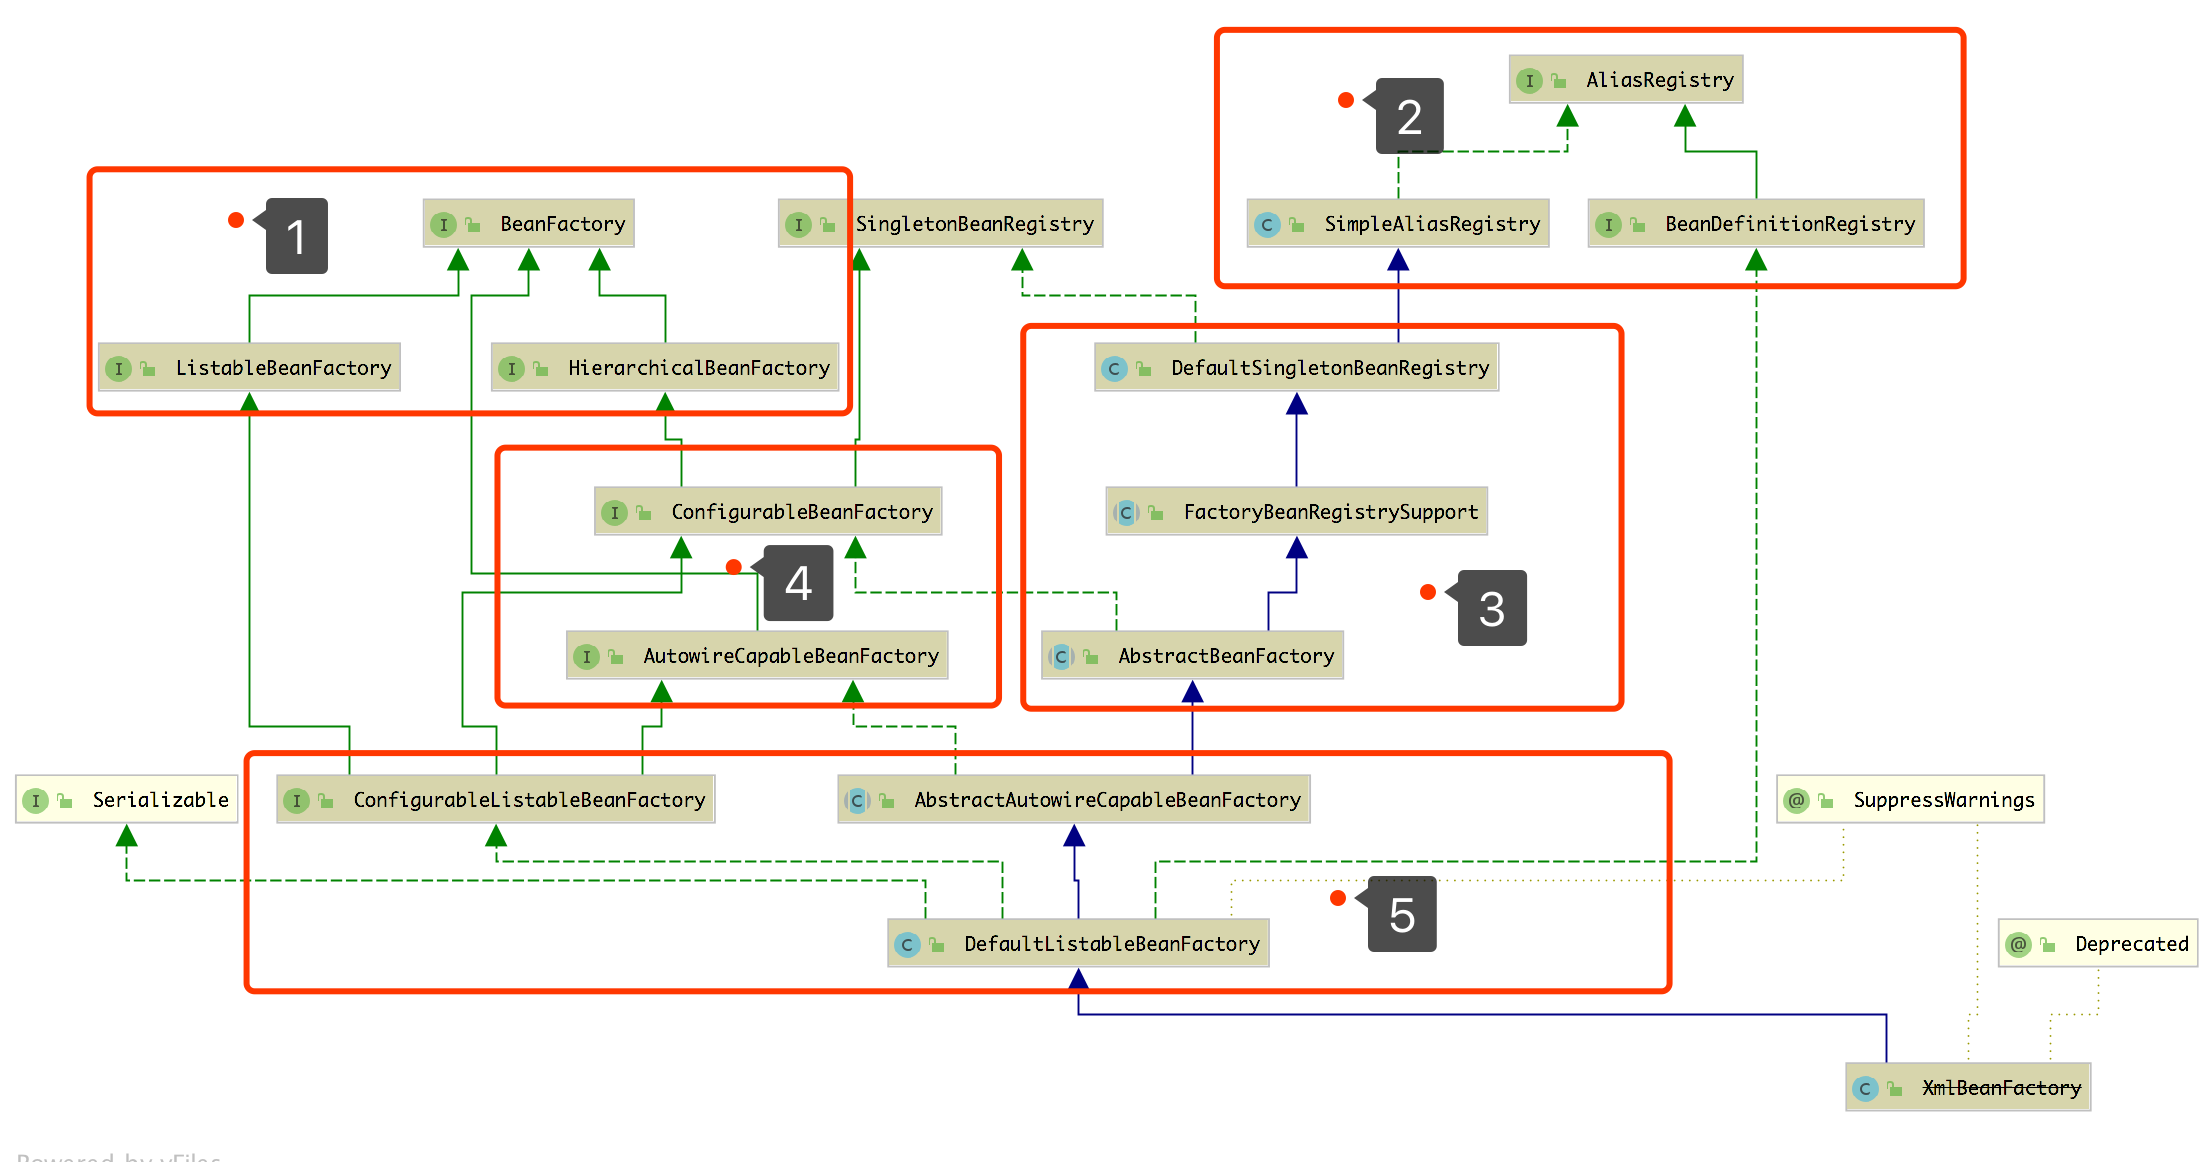 AliasRegistry
2
1
BeanFactory
SingletonBeanRegistry
SimpleAliasRegistry
BeanDefinitionRegistry
ListableBeanFactory
HierarchicalBeanFactory
DefaultSingletonBeanRegistry
ConfigurableBeanFactory
FactoryBeanRegistrySupport
4
3
AutowireCapableBeanFactory
AbstractBeanFactory
Serializable
ConfigurableListableBeanFactory
AbstractAutowireCapableBeanFactory
SuppressWarnings
5
DefaultListableBeanFactory
Deprecated
XmlBeanFactory
Powered by yFiles